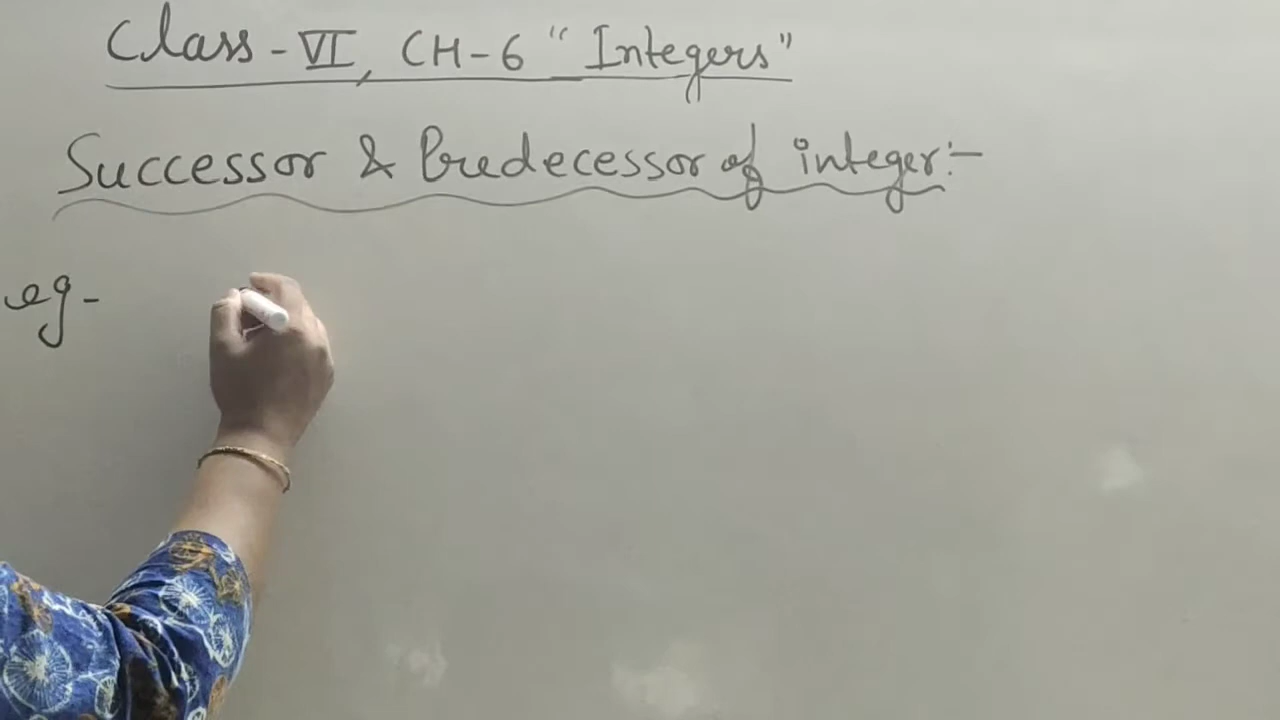 Class - VI, CH-6 "Integers"
Successor & Predecessor of integer:-
eg-